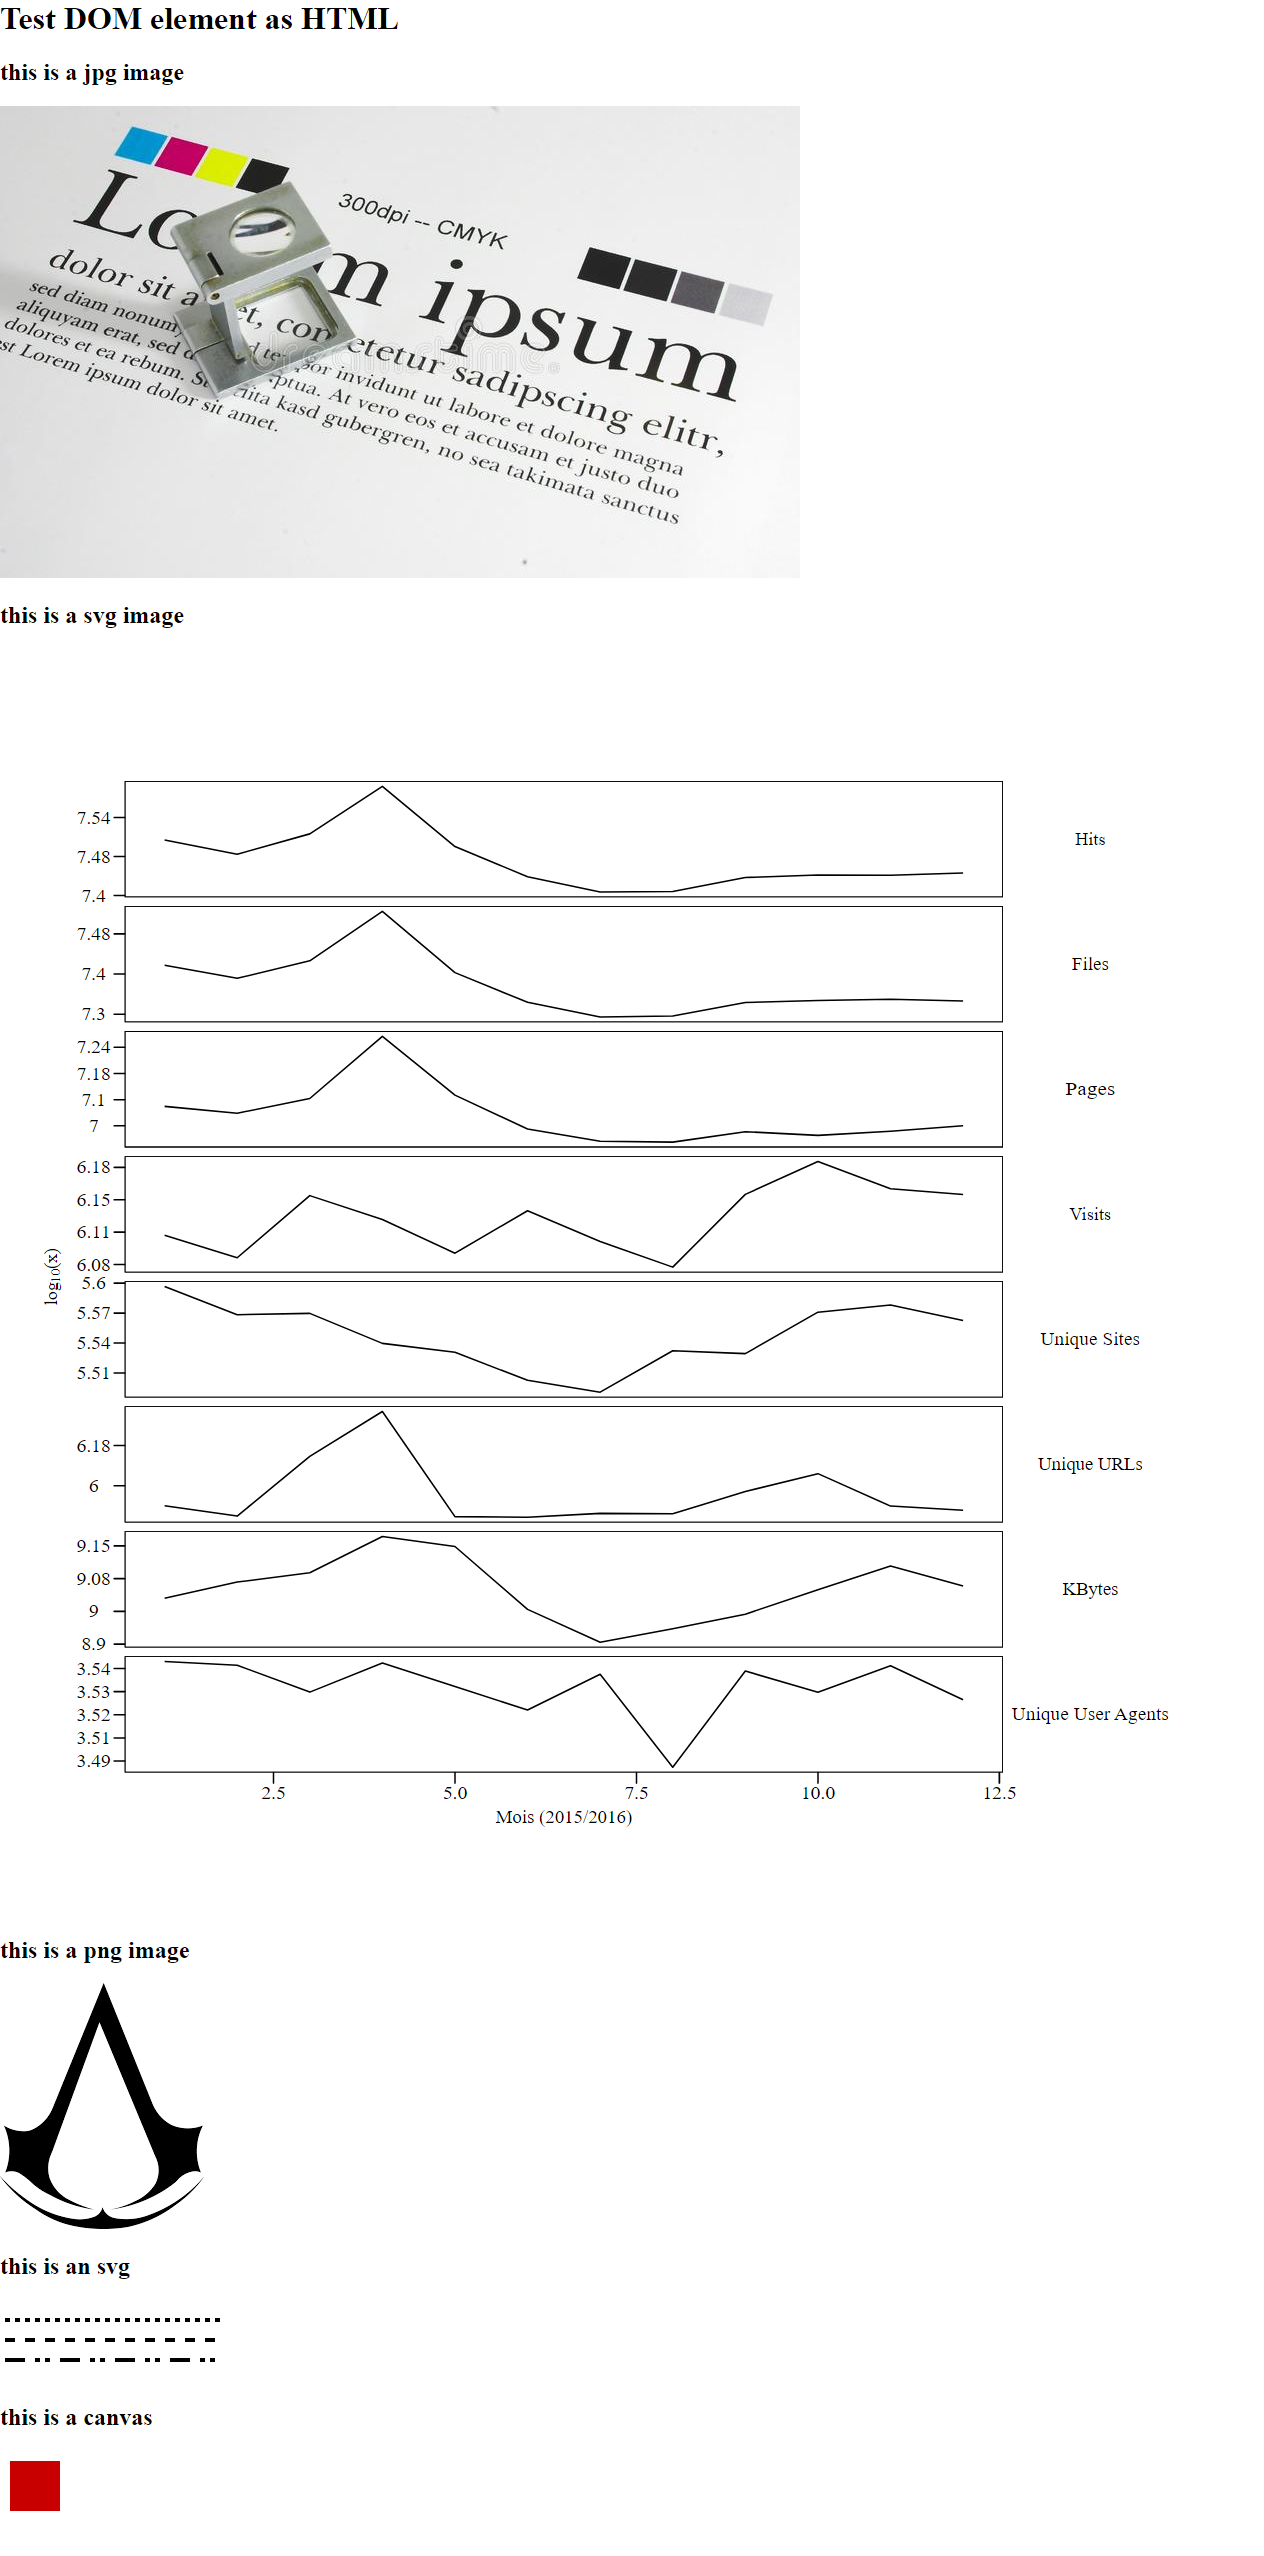 Test DOM element as HTML
this is a jpg image
300dpi -- CMYK
Lo m ipsum
dolor sit a et, con etetur sadipscing elitr,
sed diam nonum d te por invidunt ut labore et dolore magna
aliquyam erat, sed d ptua. At vero eos et accusam et justo duo
dolores et ea rebum. St lita kasd gubergren, no sea takimata sanctus
st Lorem ipsum dolor sit amet.
this is a svg image
7.54
7.48
7.4
Hits
7.48
7.4
7.3
Files
7.24
7.18
7.1
7
Pages
6.18
6.15
6.11
6.08
Visits
log10(x)
5.6
5.57
5.54
5.51
Unique Sites
6.18
6
Unique URLs
9.15
9.08
9
8.9
KBytes
3.54
3.53
3.52
3.51
3.49
Unique User Agents
2.5 5.0 7.5 10.0 12.5
Mois (2015/2016)
this is a png image
this is an svg
this is a canvas